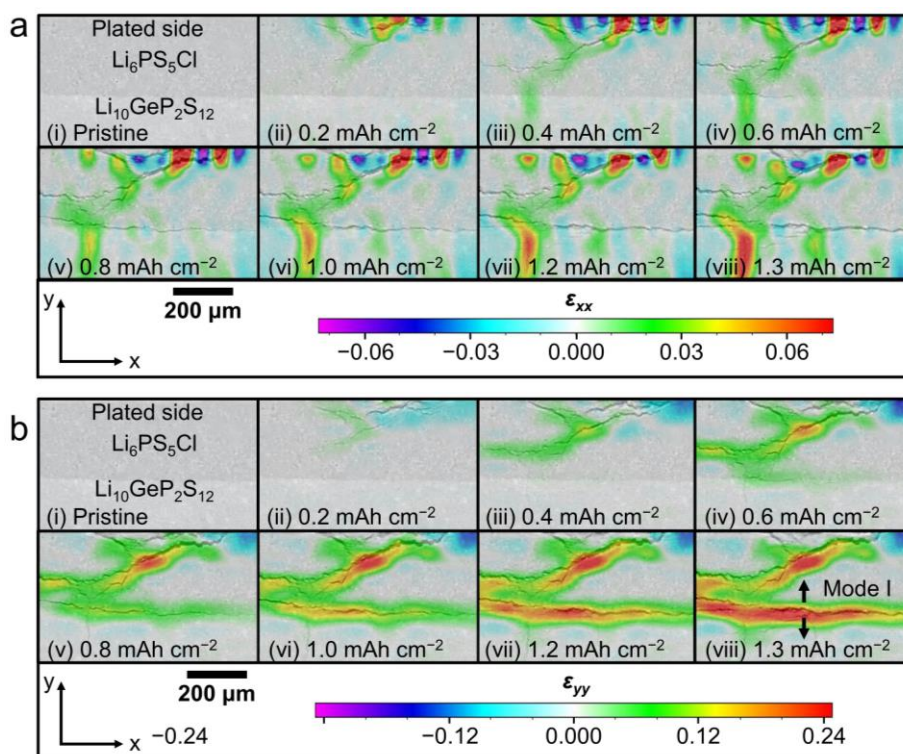 a
Plated side
Li₆PS₅Cl
Li₁₀GeP₂S₁₂
(i) Pristine
(ii) 0.2 mAh cm⁻²
(iii) 0.4 mAh cm⁻²
(iv) 0.6 mAh cm⁻²
(v) 0.8 mAh cm⁻²
(vi) 1.0 mAh cm⁻²
(vii) 1.2 mAh cm⁻²
(viii) 1.3 mAh cm⁻²
y
x
200 µm
εxx
−0.06 −0.03 0.000 0.03 0.06
b
Plated side
Li₆PS₅Cl
Li₁₀GeP₂S₁₂
(i) Pristine
(ii) 0.2 mAh cm⁻²
(iii) 0.4 mAh cm⁻²
(iv) 0.6 mAh cm⁻²
(v) 0.8 mAh cm⁻²
(vi) 1.0 mAh cm⁻²
(vii) 1.2 mAh cm⁻²
Mode I
(viii) 1.3 mAh cm⁻²
y
x
200 µm
εyy
−0.24 −0.12 0.000 0.12 0.24